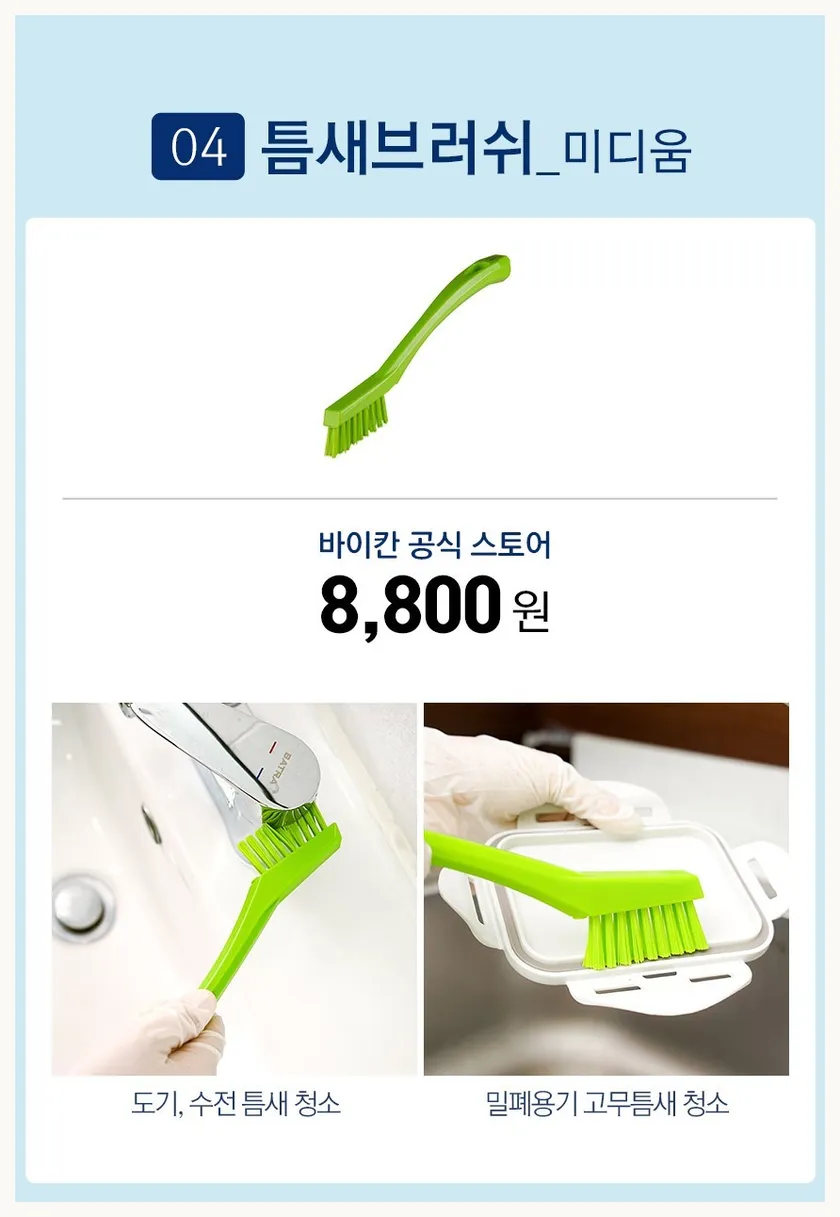 04 틈새브러쉬_미디움
바이칸 공식 스토어
8,800 원
BATRA
도기, 수전 틈새 청소
밀폐용기 고무틈새 청소